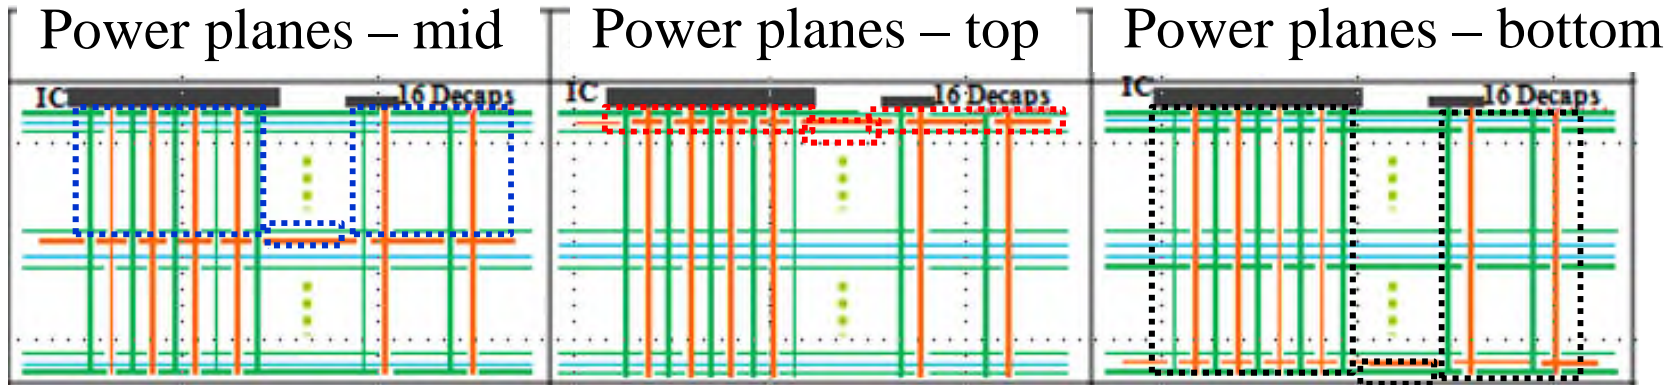 Power planes – mid
Power planes – top
Power planes – bottom
IC
16 Decaps
IC
16 Decaps
IC
16 Decaps